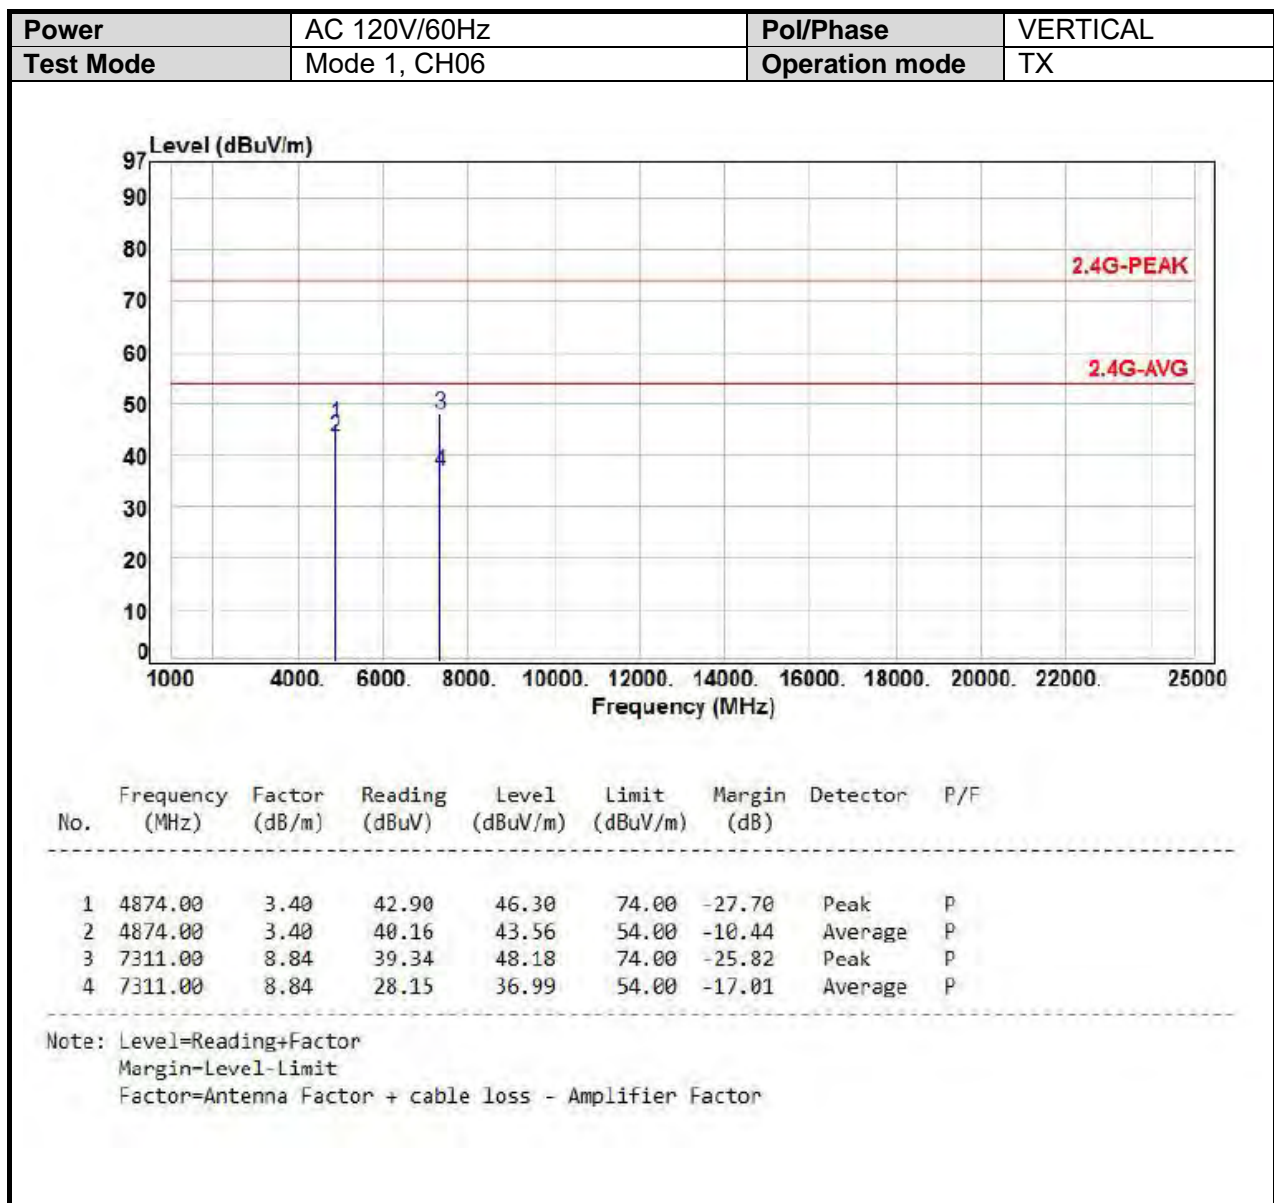 Power AC 120V/60Hz Pol/Phase VERTICAL
Test Mode Mode 1, CH06 Operation mode TX
Level (dBuV/m)
97
90
80
2.4G-PEAK
70
60
2.4G-AVG
50
1 3
2
40 4
30
20
10
0
1000 4000. 6000. 8000. 10000. 12000. 14000. 16000. 18000. 20000. 22000. 25000
Frequency (MHz)
Frequency Factor Reading Level Limit Margin Detector P/F
No. (MHz) (dB/m) (dBuV) (dBuV/m) (dBuV/m) (dB)
1 4874.00 3.40 42.90 46.30 74.00 -27.70 Peak P
2 4874.00 3.40 40.16 43.56 54.00 -10.44 Average P
3 7311.00 8.84 39.34 48.18 74.00 -25.82 Peak P
4 7311.00 8.84 28.15 36.99 54.00 -17.01 Average P
Note: Level=Reading+Factor
Margin=Level-Limit
Factor=Antenna Factor + cable loss - Amplifier Factor